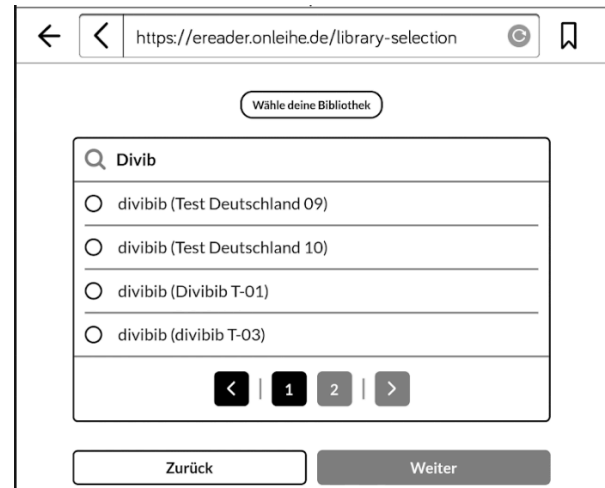 https://ereader.onleihe.de/library-selection
Wähle deine Bibliothek
Divib
divibib (Test Deutschland 09)
divibib (Test Deutschland 10)
divibib (Divibib T-01)
divibib (divibib T-03)
1 2
Zurück Weiter